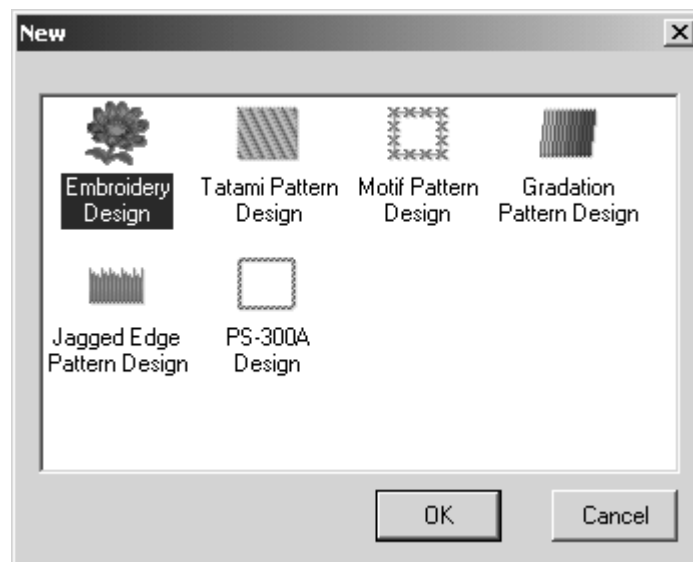 New
Embroidery
Design
Tatami Pattern
Design
Motif Pattern
Design
Gradation
Pattern Design
Jagged Edge
Pattern Design
PS-300A
Design
OK
Cancel